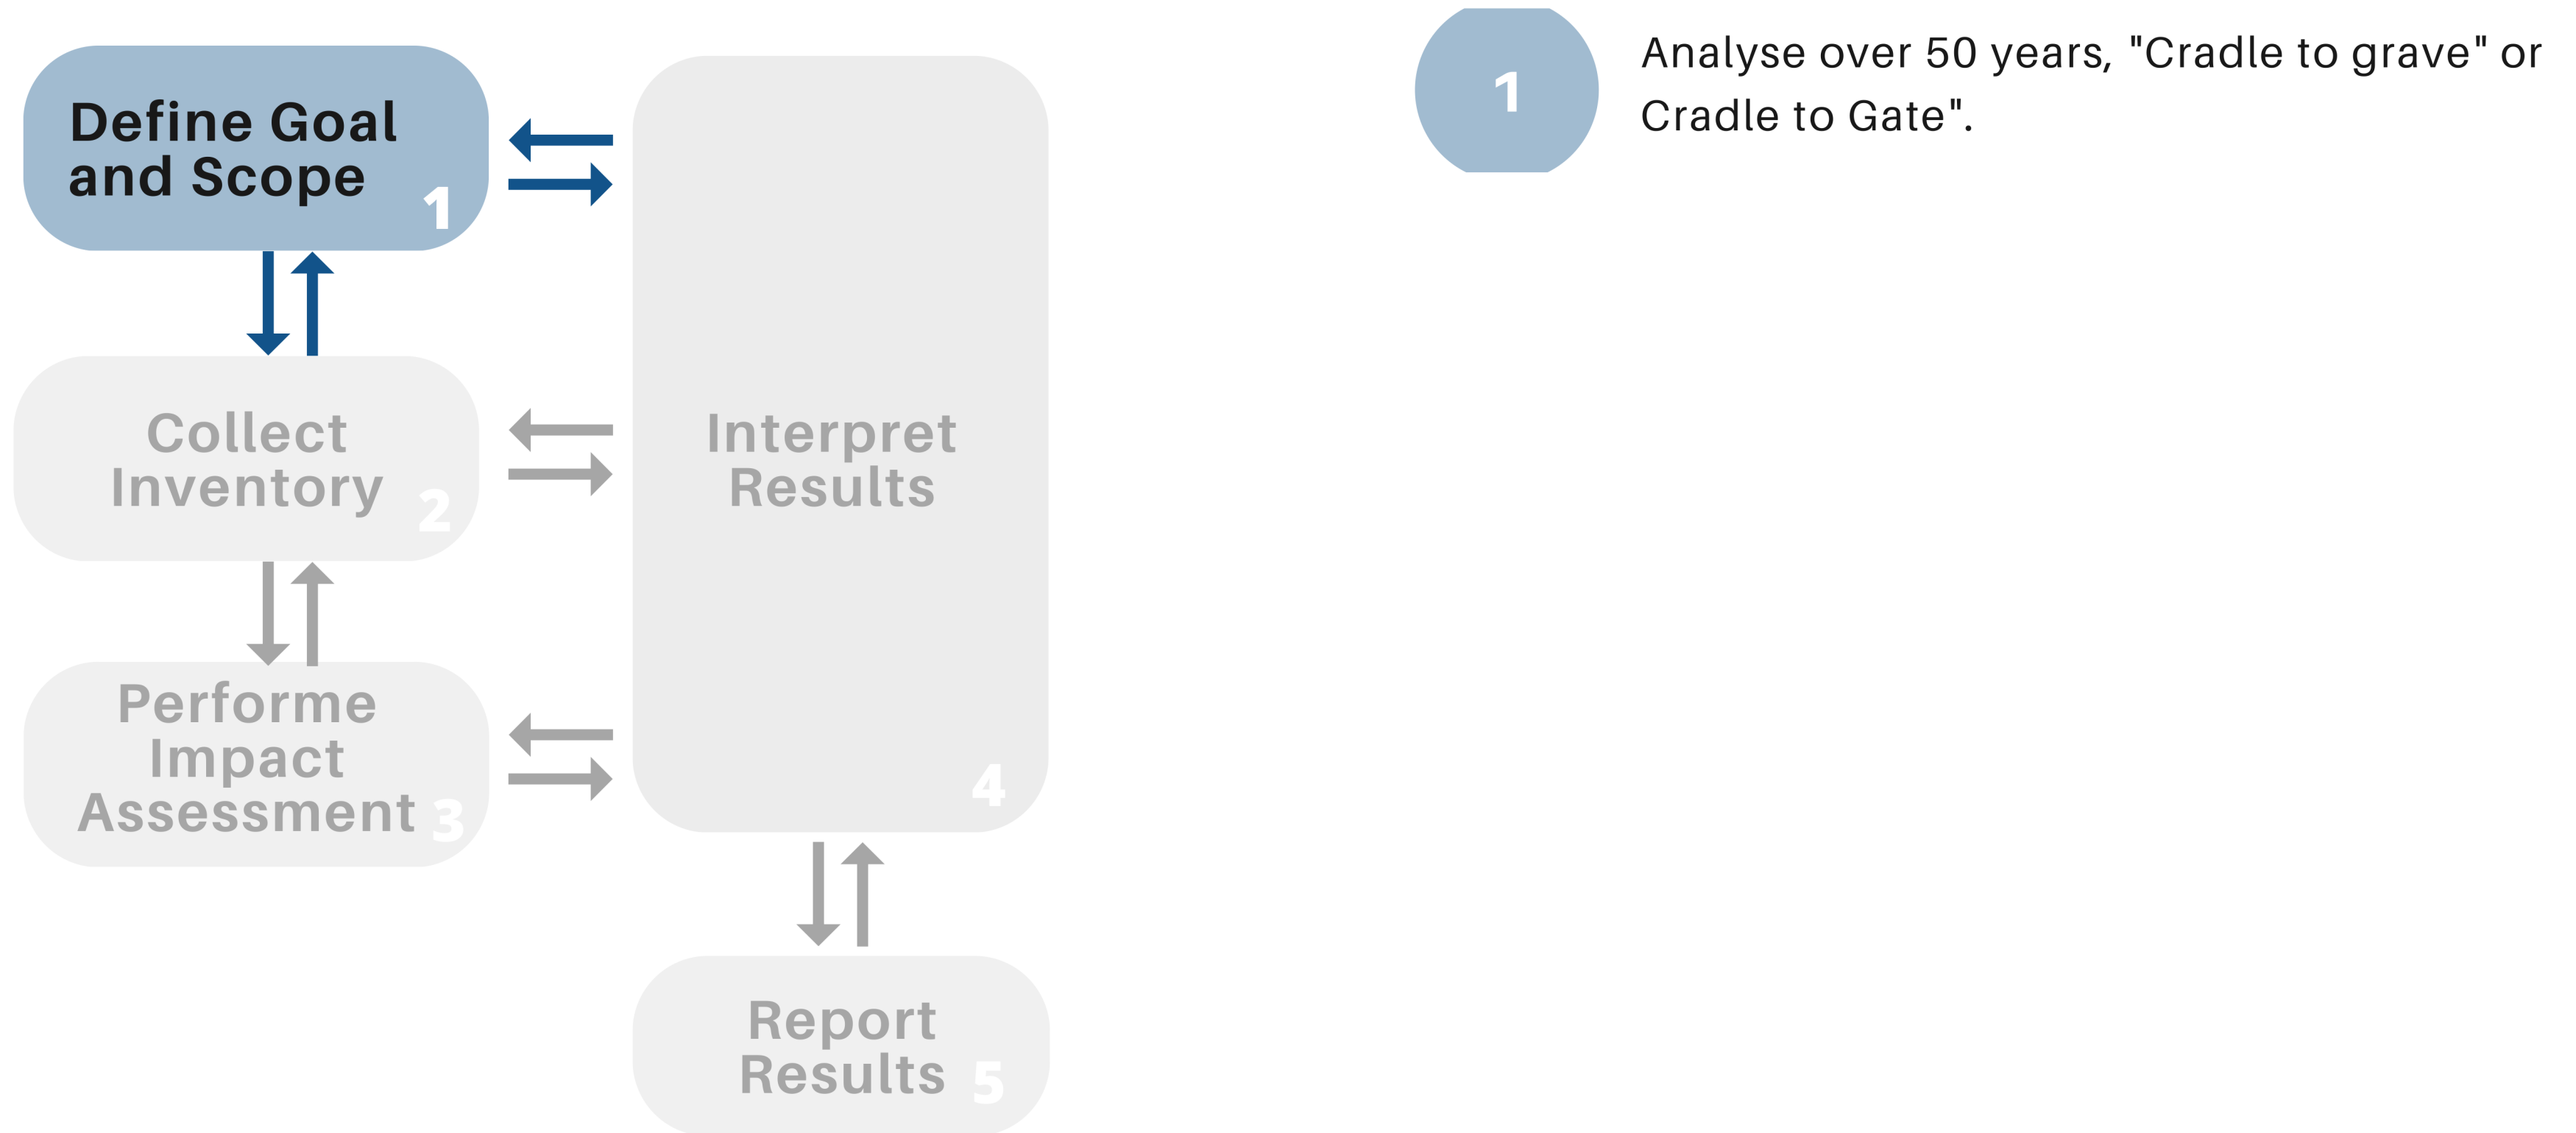 Define Goal
and Scope
1
Collect
Inventory
2
Performe
Impact
Assessment
3
Interpret
Results
4
Report
Results
5
1
Analyse over 50 years, "Cradle to grave" or
Cradle to Gate".